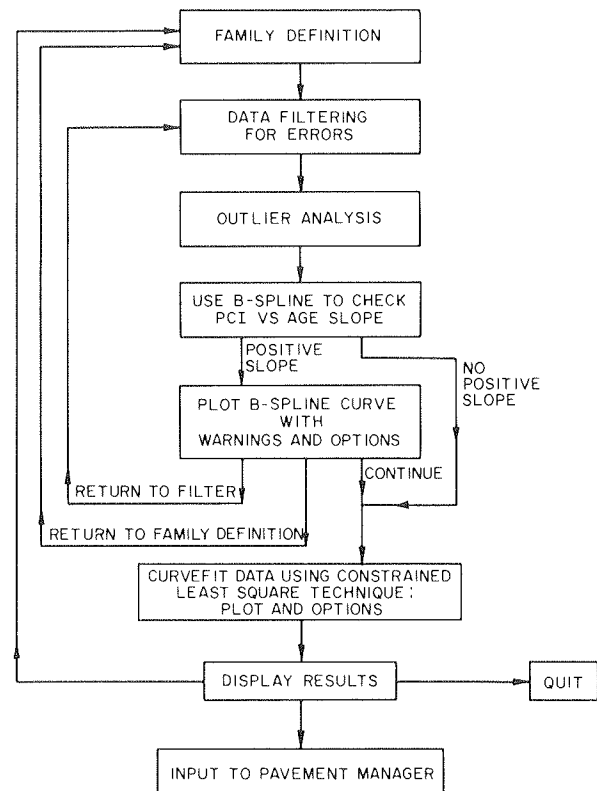 FAMILY DEFINITION
DATA FILTERING
FOR ERRORS
OUTLIER ANALYSIS
USE B-SPLINE TO CHECK
PCI VS AGE SLOPE
POSITIVE
SLOPE
NO
POSITIVE
SLOPE
PLOT B-SPLINE CURVE
WITH
WARNINGS AND OPTIONS
CONTINUE
RETURN TO FILTER
RETURN TO FAMILY DEFINITION
CURVEFIT DATA USING CONSTRAINED
LEAST SQUARE TECHNIQUE:
PLOT AND OPTIONS
DISPLAY RESULTS
QUIT
INPUT TO PAVEMENT MANAGER